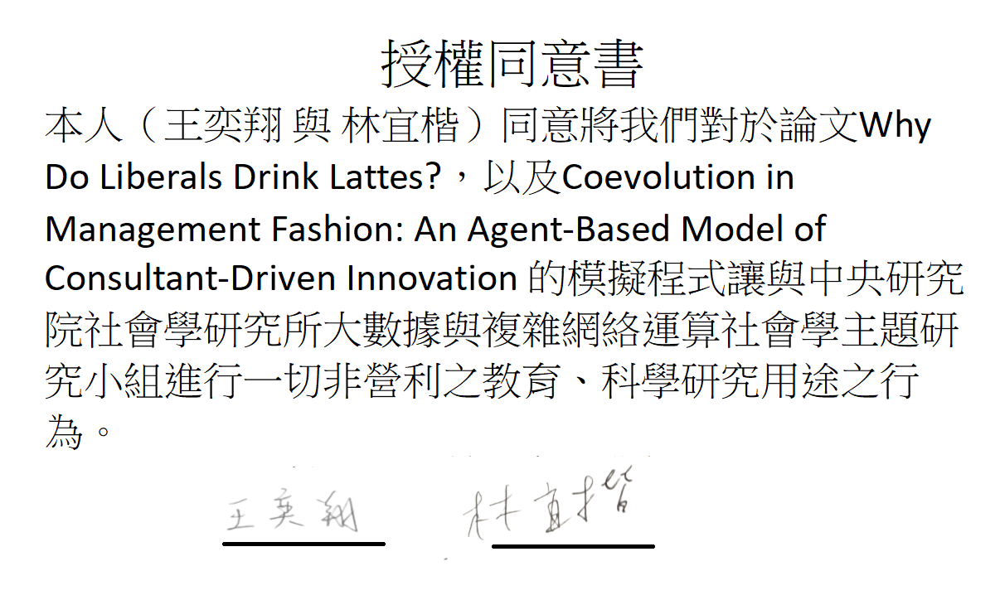 授權同意書
本人（王奕翔 與 林宜楷）同意將我們對於論文Why
Do Liberals Drink Lattes?，以及Coevolution in
Management Fashion: An Agent-Based Model of
Consultant-Driven Innovation 的模擬程式讓與中央研究
院社會學研究所大數據與複雜網絡運算社會學主題研
究小組進行一切非營利之教育、科學研究用途之行
為。
王奕翔 林宜楷